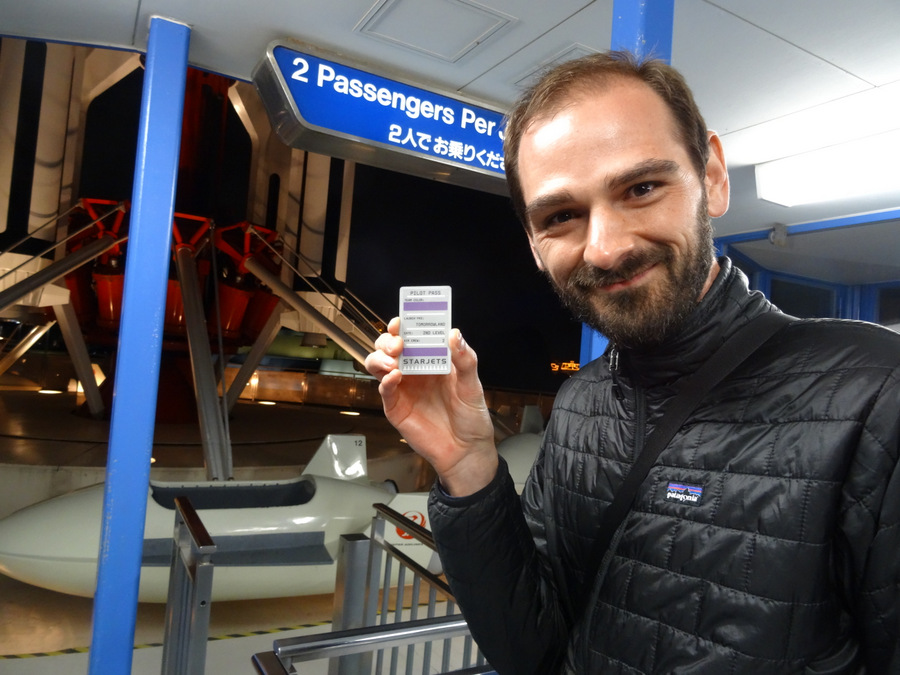 2 Passengers Per
2人で お乗りくださ
PILOT PASS
TOMORROWLAND
2ND LEVEL
2
STARJETS
12
patagonia